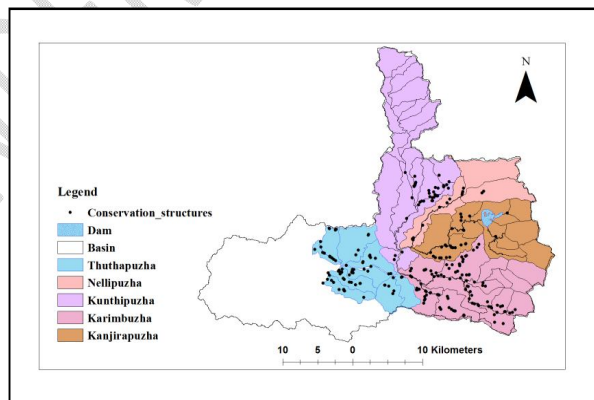 N
Legend
Conservation_structures
Dam
Basin
Thuthapuzha
Nellipuzha
Kunthipuzha
Karimbuzha
Kanjirapuzha
10 5 0 10 Kilometers